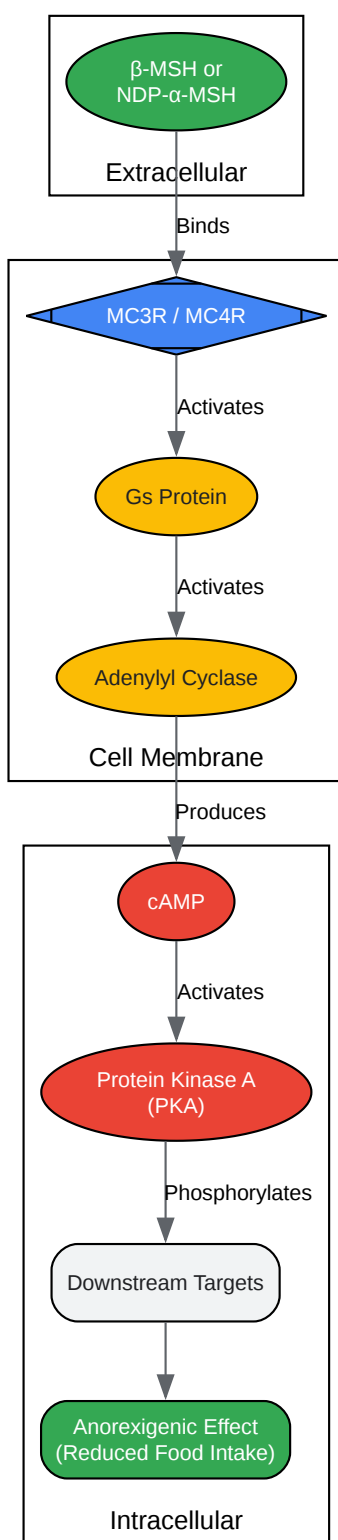 β-MSH or
NDP-α-MSH
Extracellular
Binds
MC3R / MC4R
Activates
Gs Protein
Activates
Adenylyl Cyclase
Cell Membrane
Produces
cAMP
Activates
Protein Kinase A
(PKA)
Phosphorylates
Downstream Targets
Anorexigenic Effect
(Reduced Food Intake)
Intracellular